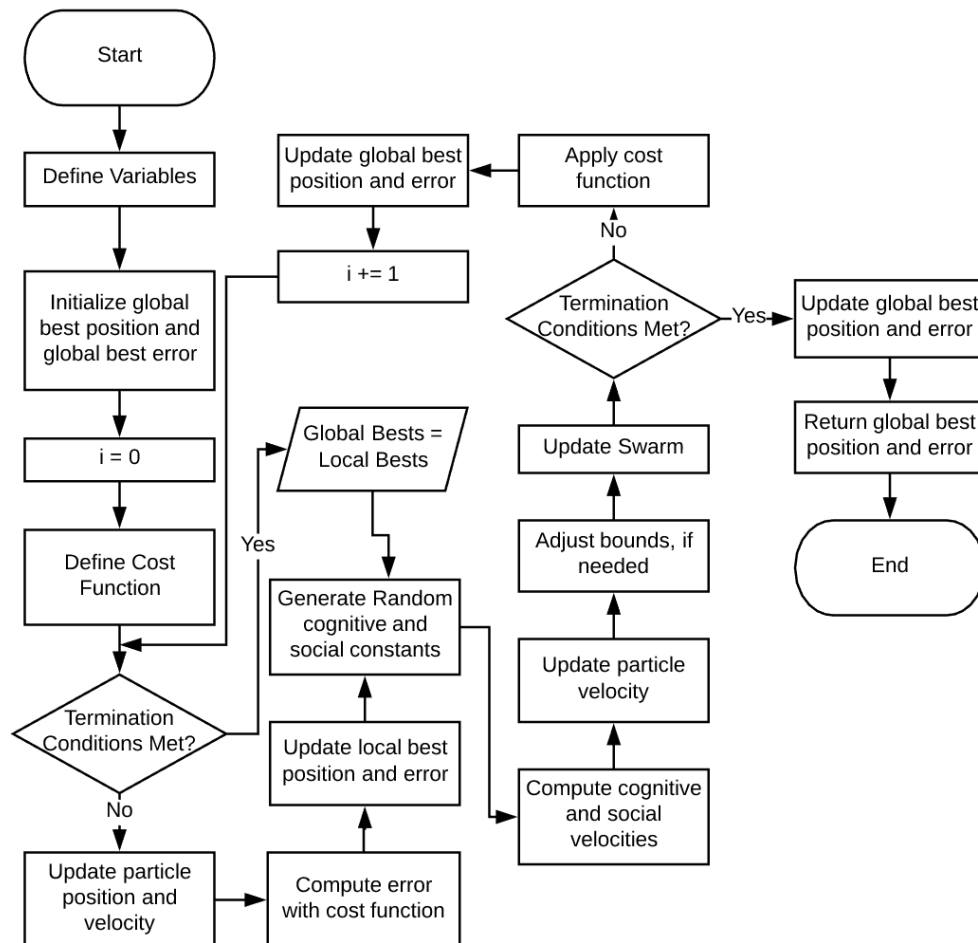 Start
Define Variables
Initialize global
best position and
global best error
i = 0
Define Cost
Function
Termination
Conditions Met?
No
Yes
Update particle
position and
velocity
Compute error
with cost function
Update local best
position and error
Global Bests =
Local Bests
Generate Random
cognitive and
social constants
Compute cognitive
and social
velocities
Update particle
velocity
Adjust bounds, if
needed
Update Swarm
Termination
Conditions Met?
No
Yes
Apply cost
function
Update global best
position and error
i += 1
Update global best
position and error
Return global best
position and error
End